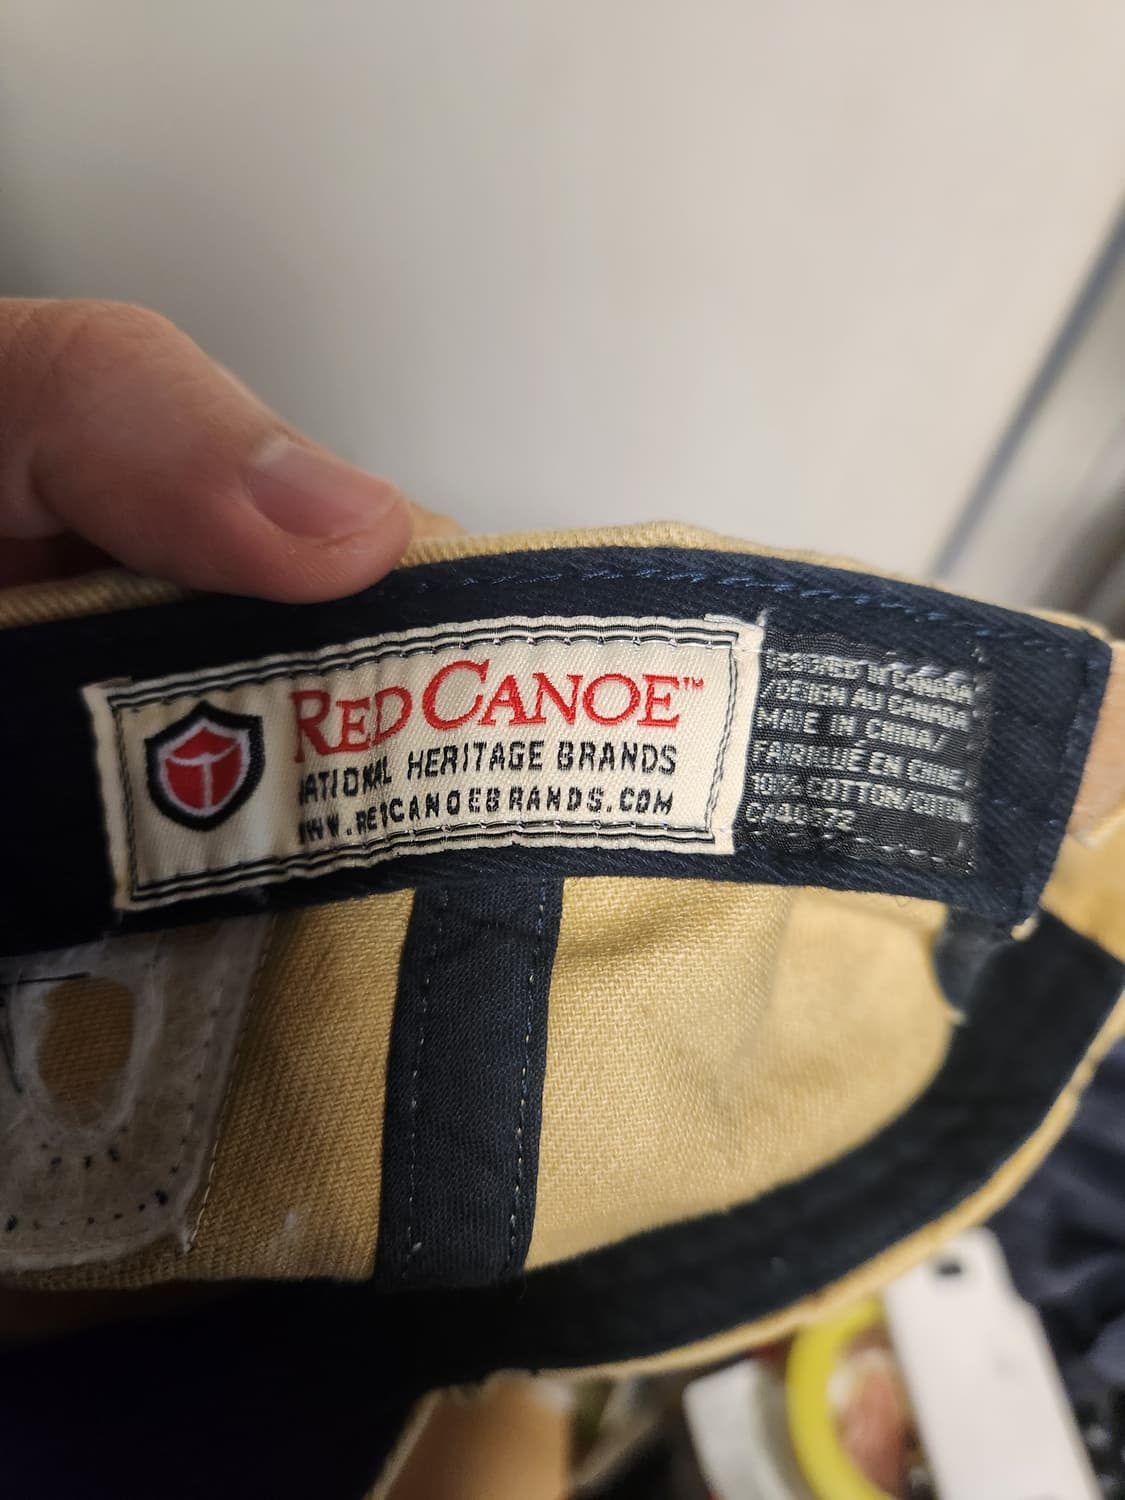 RED CANOE™
NATIONAL HERITAGE BRANDS
WWW.REDCANOEBRANDS.COM
DESIGNED IN CANADA
/DEIGN AU CANADA
MADE IN CHINA/
FABRIQUÉ EN CHINE
100% COTTON/COTON